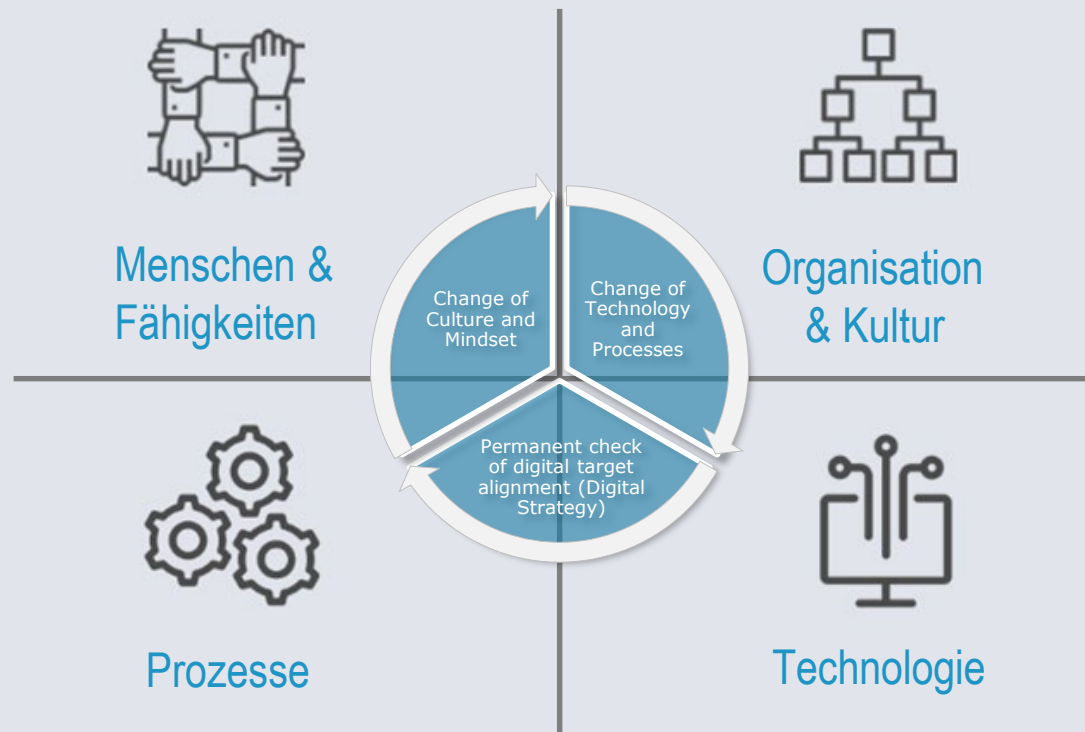 Menschen &
Fähigkeiten
Organisation
& Kultur
Change of
Culture and
Mindset
Change of
Technology
and
Processes
Permanent check
of digital target
alignment (Digital
Strategy)
Prozesse
Technologie